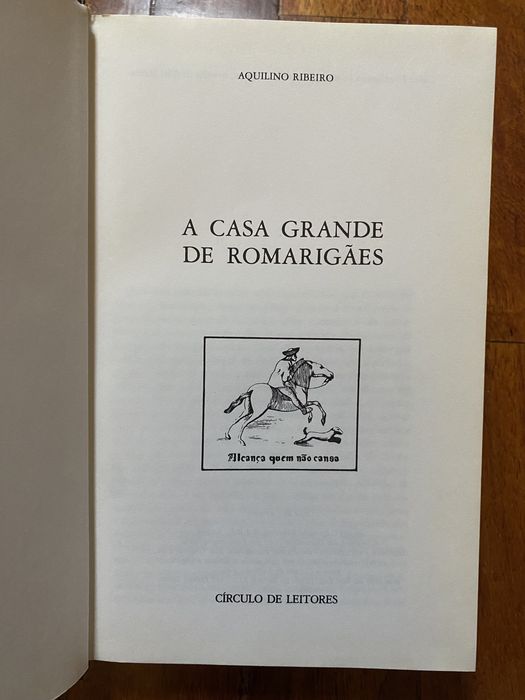 AQUILINO RIBEIRO
A CASA GRANDE
DE ROMARIGÃES
Alcança quem não cansa
CÍRCULO DE LEITORES